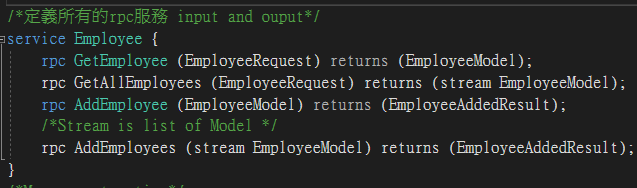 /*定義所有的rpc服務 input and ouput*/
service Employee {
rpc GetEmployee (EmployeeRequest) returns (EmployeeModel);
rpc GetAllEmployees (EmployeeRequest) returns (stream EmployeeModel);
rpc AddEmployee (EmployeeModel) returns (EmployeeAddedResult);
/*Stream is list of Model */
rpc AddEmployees (stream EmployeeModel) returns (EmployeeAddedResult);
}